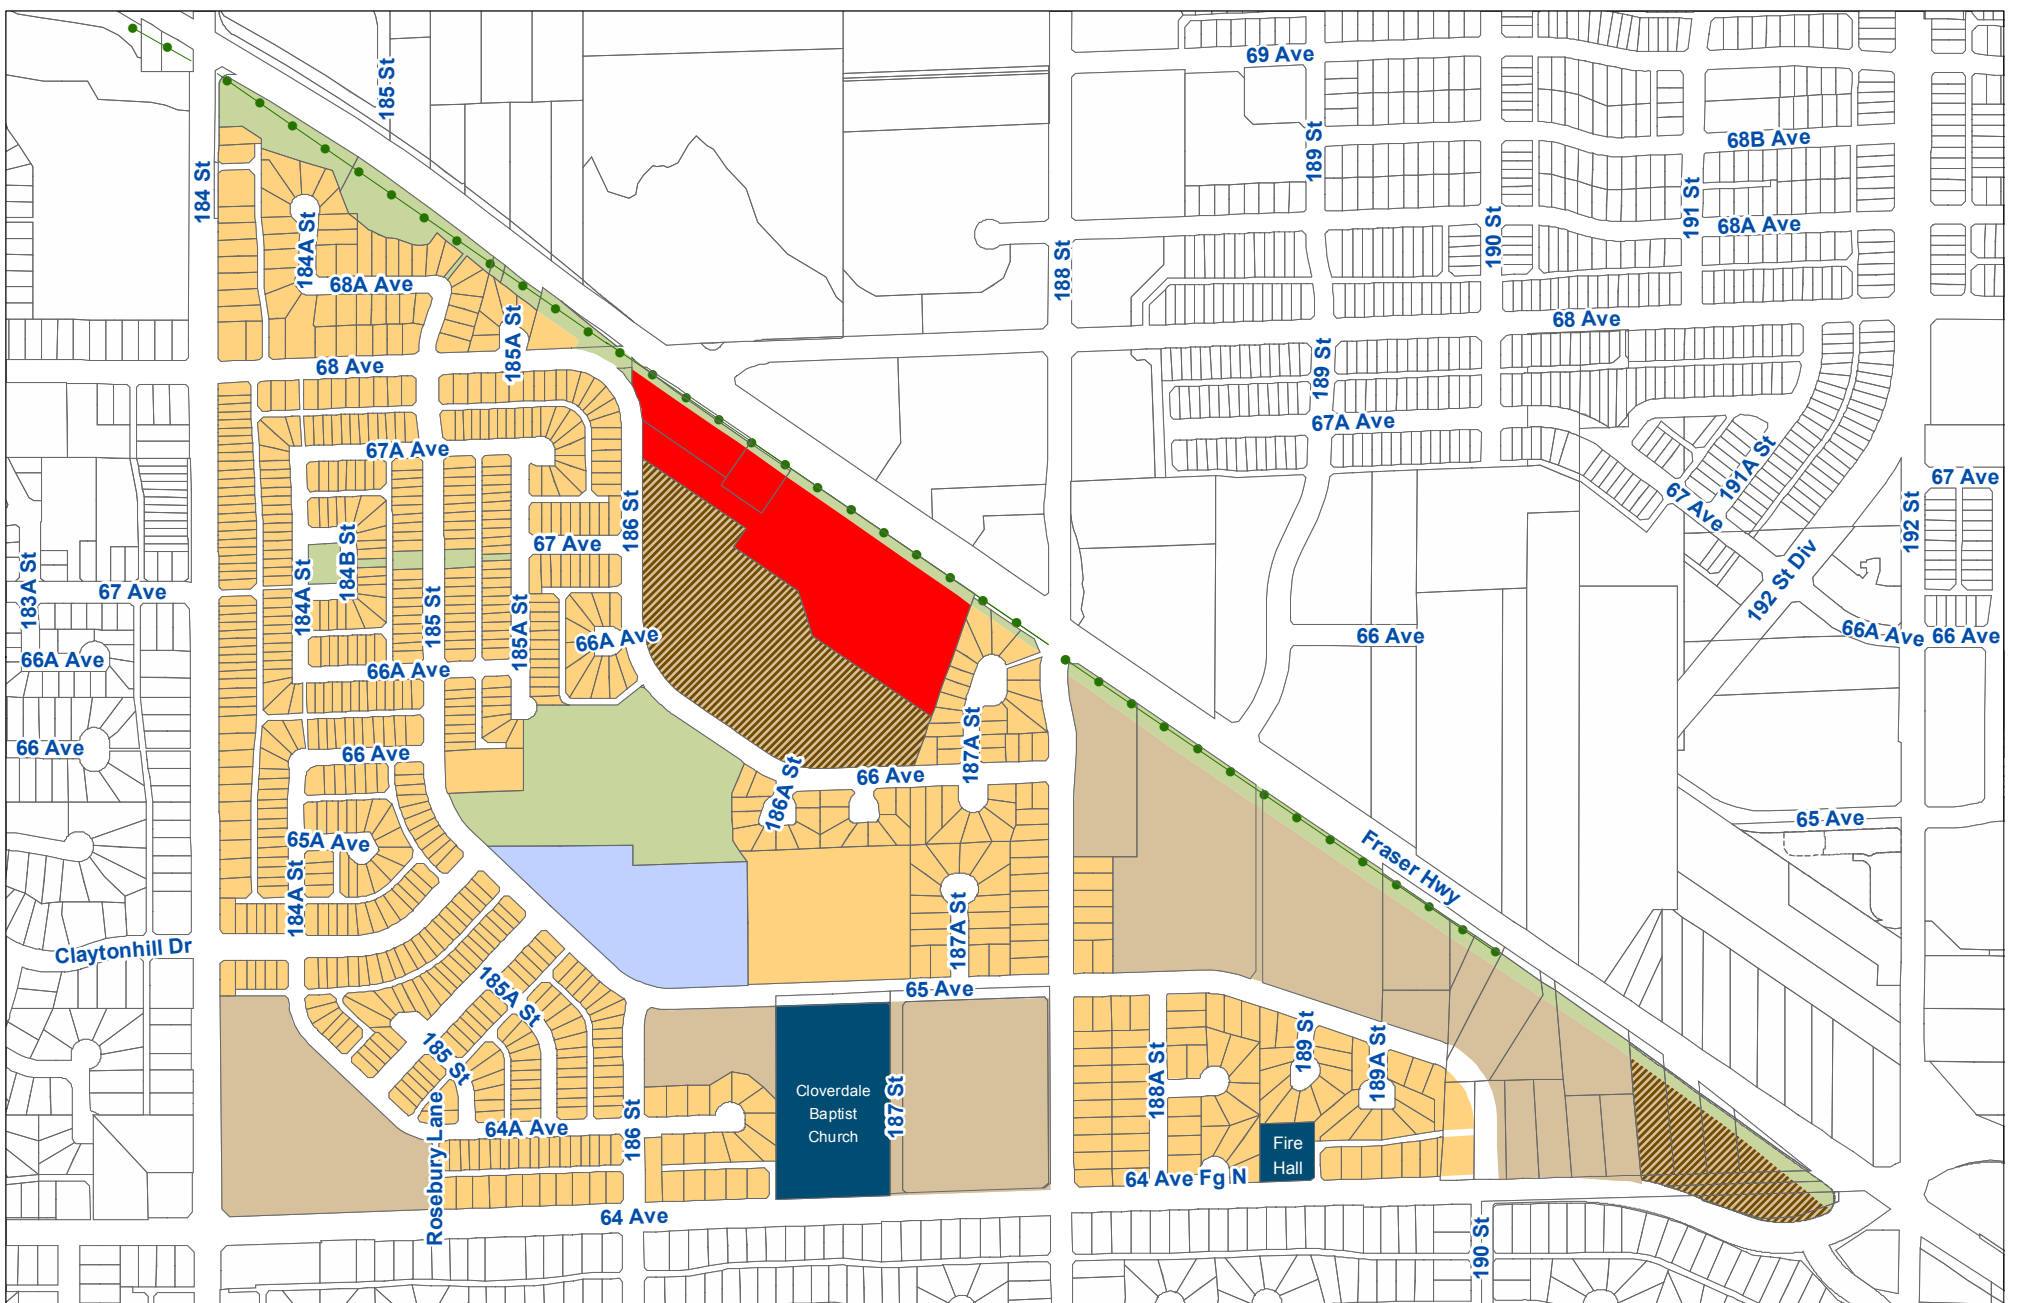 69 Ave
185 St
68B Ave
189 St
184 St
191 St
68A Ave
190 St
184A St
188 St
68A Ave
68 Ave
185A St
68 Ave
189 St
67A Ave
67A Ave
191A St
67 Ave
67 Ave
192 St
186 St
67 Ave
184B St
183A St
67 Ave
184A St
185 St
185A St
192 St Div
66A Ave
66 Ave
66A Ave
66 Ave
66A Ave
66A Ave
66 Ave
66 Ave
187A St
66 Ave
186A St
65 Ave
65A Ave
Fraser Hwy
184A St
187A St
Claytonhill Dr
185A St
65 Ave
185 St
189 St
189A St
188A St
Cloverdale
Baptist
Church
187 St
Rosebury Lane
64A Ave
186 St
Fire
Hall
64 Ave Fg N
64 Ave
190 St